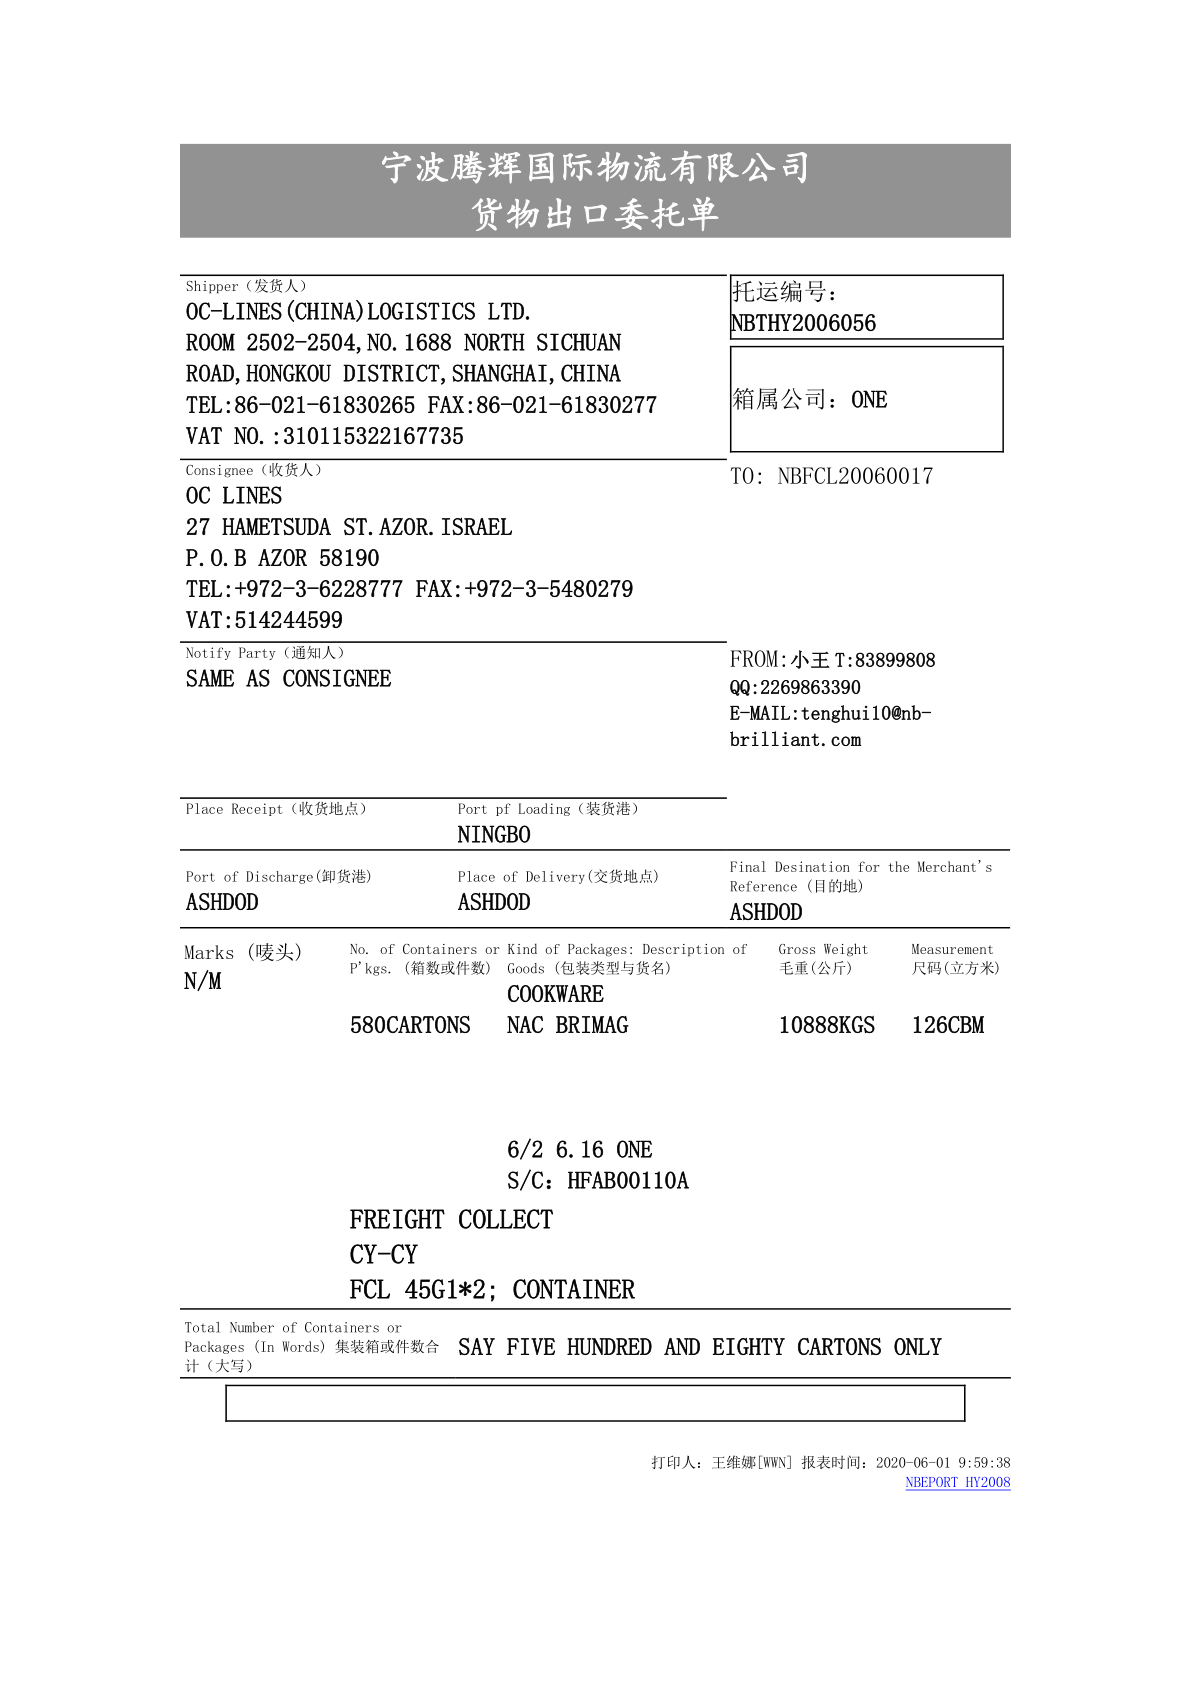 宁波腾辉国际物流有限公司
货物出口委托单
Shipper（发货人）
OC-LINES(CHINA)LOGISTICS LTD.
ROOM 2502-2504,NO.1688 NORTH SICHUAN
ROAD,HONGKOU DISTRICT,SHANGHAI,CHINA
TEL:86-021-61830265 FAX:86-021-61830277
VAT NO.:310115322167735
托运编号：
NBTHY2006056
箱属公司：ONE
Consignee（收货人）
OC LINES
27 HAMETSUDA ST.AZOR.ISRAEL
P.O.B AZOR 58190
TEL:+972-3-6228777 FAX:+972-3-5480279
VAT:514244599
TO: NBFCL20060017
Notify Party（通知人）
SAME AS CONSIGNEE
FROM:小王 T:83899808
QQ:2269863390
E-MAIL:tenghui10@nb-
brilliant.com
Place Receipt（收货地点）
Port pf Loading（装货港）
NINGBO
Port of Discharge(卸货港)
ASHDOD
Place of Delivery(交货地点)
ASHDOD
Final Desination for the Merchant's
Reference (目的地)
ASHDOD
Marks (唛头)
N/M
No. of Containers or
P'kgs. (箱数或件数)
580CARTONS
Kind of Packages: Description of
Goods (包装类型与货名)
COOKWARE
NAC BRIMAG
Gross Weight
毛重(公斤)
10888KGS
Measurement
尺码(立方米)
126CBM
6/2 6.16 ONE
S/C：HFAB00110A
FREIGHT COLLECT
CY-CY
FCL 45G1*2; CONTAINER
Total Number of Containers or
Packages (In Words) 集装箱或件数合
计（大写）
SAY FIVE HUNDRED AND EIGHTY CARTONS ONLY
打印人：王维娜[WWN] 报表时间：2020-06-01 9:59:38
NBEPORT HY2008